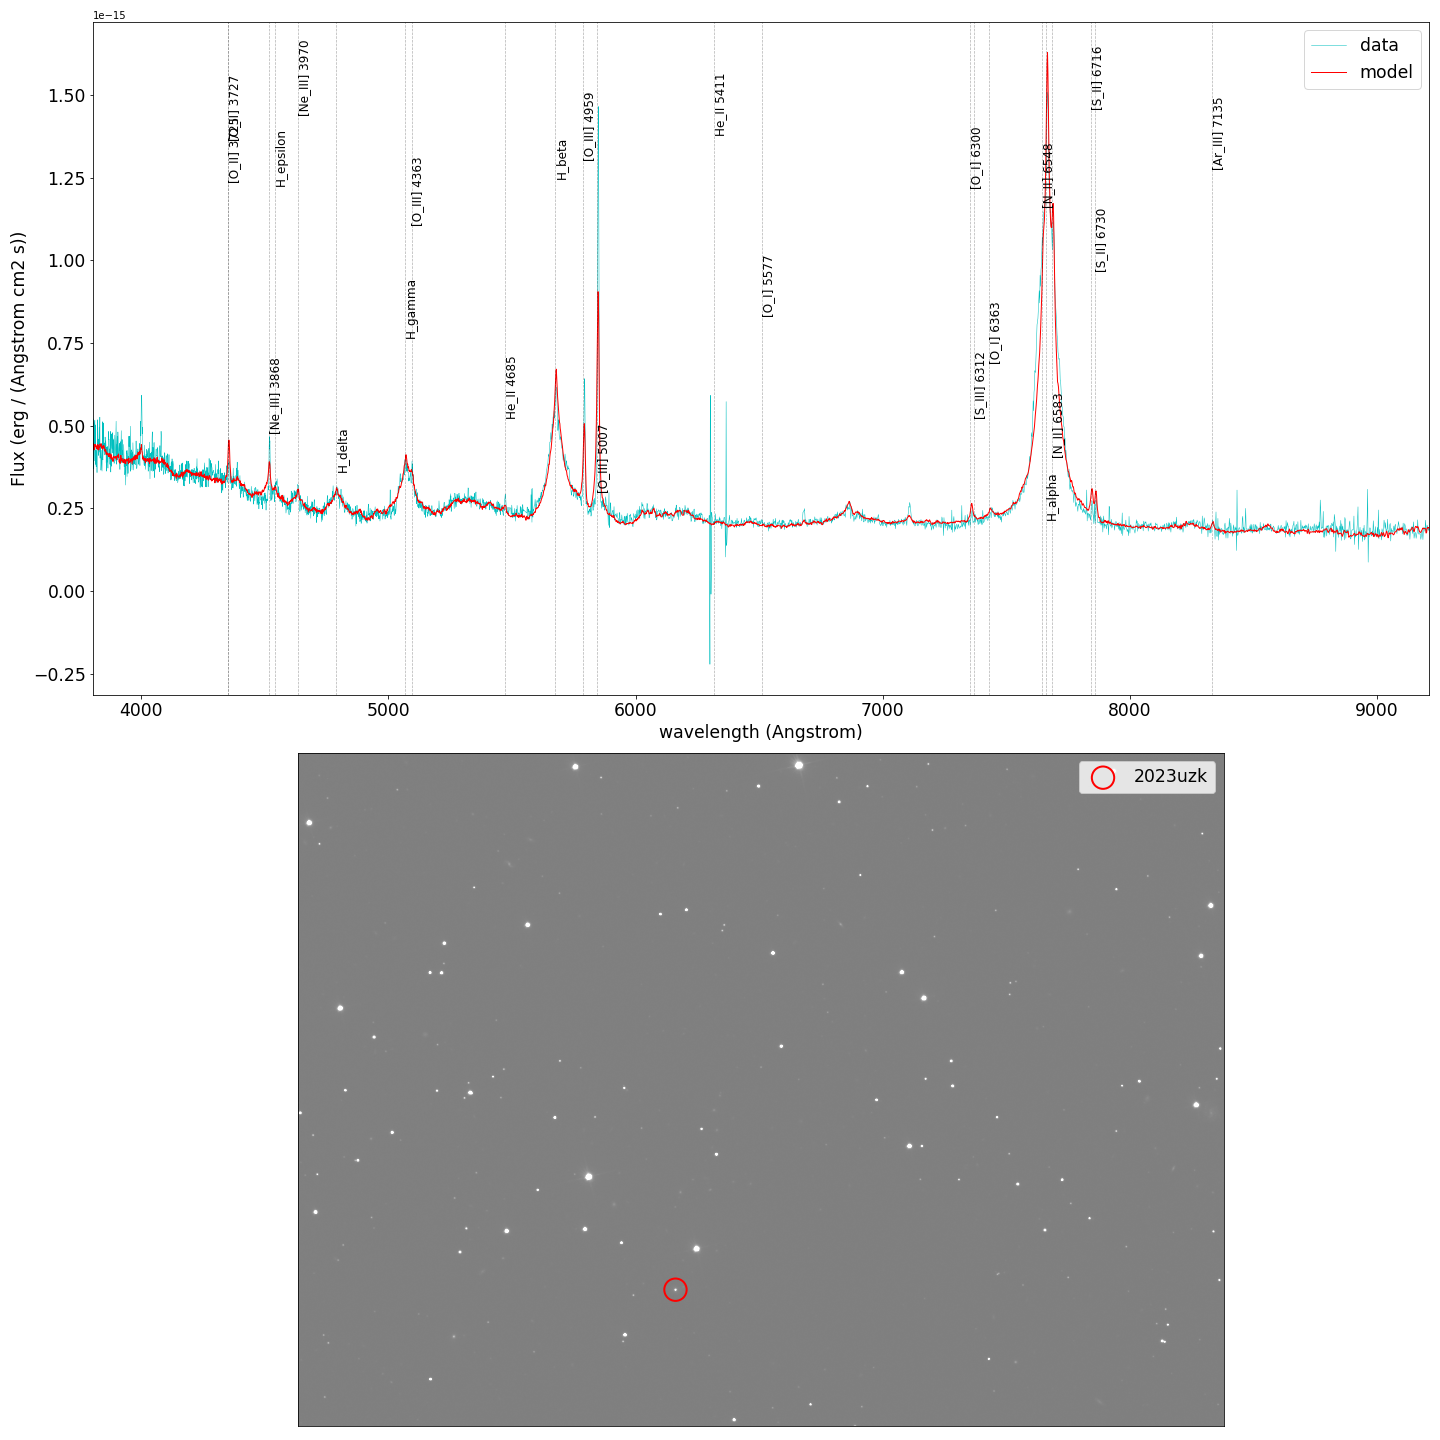 1e−15
data
model
1.50
1.25
1.00
0.75
0.50
0.25
0.00
−0.25
Flux (erg / (Angstrom cm2 s))
[O_II] 3727
[Ne_III] 3868
H_epsilon
[Ne_III] 3970
H_delta
H_gamma
[O_III] 4363
He_II 4685
H_beta
[O_III] 4959
[O_III] 5007
He_II 5411
[O_I] 5577
[O_I] 6300
[S_III] 6312
[O_I] 6363
[N_II] 6548
H_alpha
[N_II] 6583
[S_II] 6716
[S_II] 6730
[Ar_III] 7135
4000 5000 6000 7000 8000 9000
wavelength (Angstrom)
2023uzk